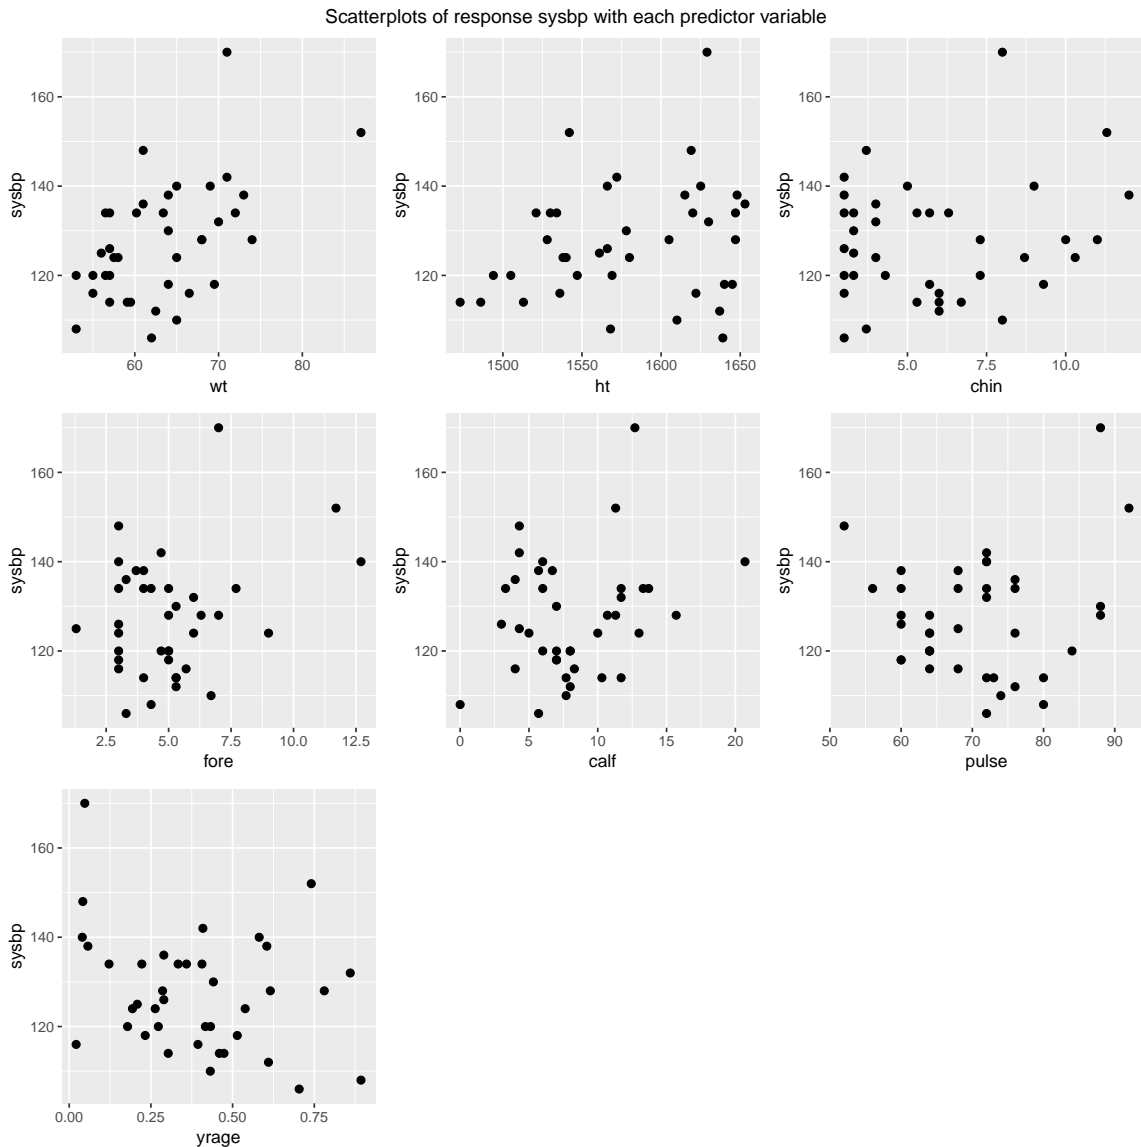 Scatterplots of response sysbp with each predictor variable
sysbp
160
140
120
60 70 80
wt
sysbp
160
140
120
1500 1550 1600 1650
ht
sysbp
160
140
120
5.0 7.5 10.0
chin
sysbp
160
140
120
2.5 5.0 7.5 10.0 12.5
fore
sysbp
160
140
120
0 5 10 15 20
calf
sysbp
160
140
120
50 60 70 80 90
pulse
sysbp
160
140
120
0.00 0.25 0.50 0.75
yrage